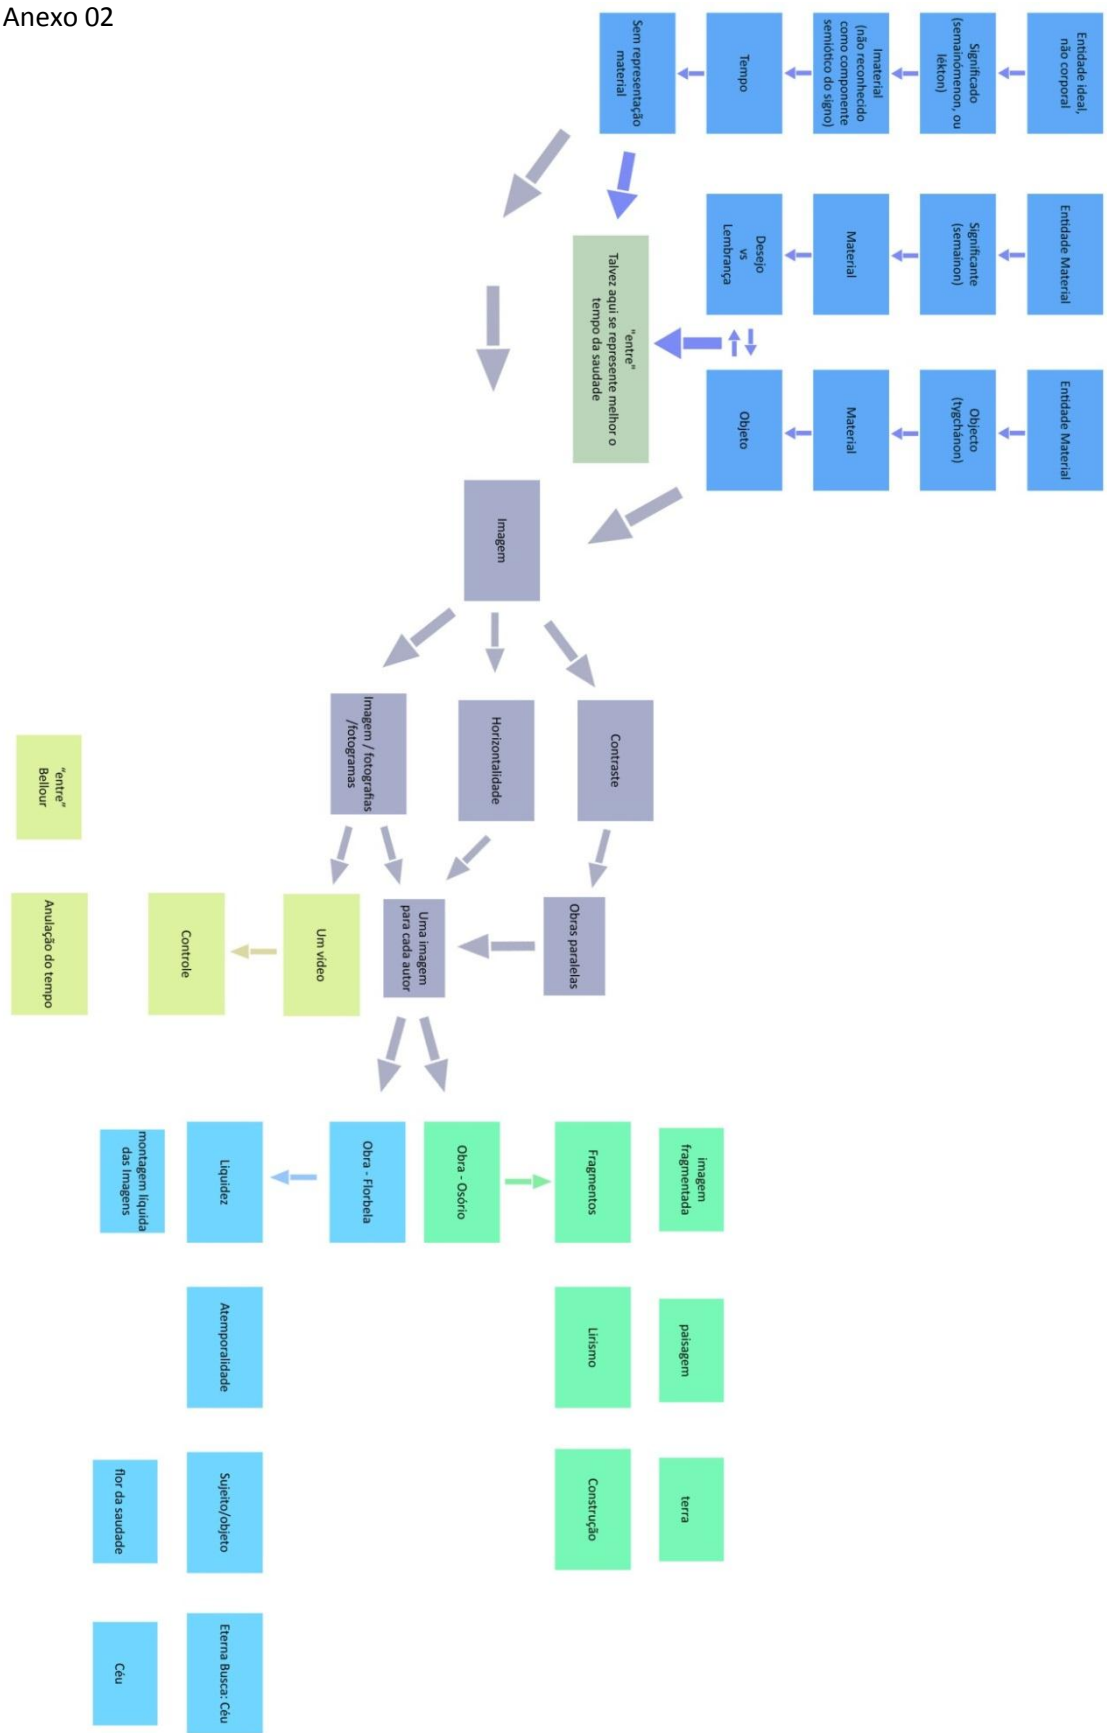 Anexo 02
Entidade ideal,
não corporal
Significado
(semainómenon, ou
lékton)
Imaterial
(não reconhecido
como componente
semiótico do signo)
Tempo
Sem representação
material
Entidade Material
Significante
(semainon)
Material
Desejo
vs
Lembrança
Entidade Material
Objecto
(tygchánon)
Material
Objeto
"entre"
Talvez aqui se represente melhor o
tempo da saudade
Imagem
Contraste
Horizontalidade
Imagem / fotografias
/fotogramas
"entre"
Bellour
Obras paralelas
Uma imagem
para cada autor
Um vídeo
Controle
Anulação do tempo
imagem
fragmentada
Fragmentos
Obra - Osório
Obra - Florbela
Liquidez
montagem líquida
das Imagens
paisagem
Lirismo
Atemporalidade
terra
Construção
Sujeito/objeto
flor da saudade
Eterna Busca: Céu
Céu